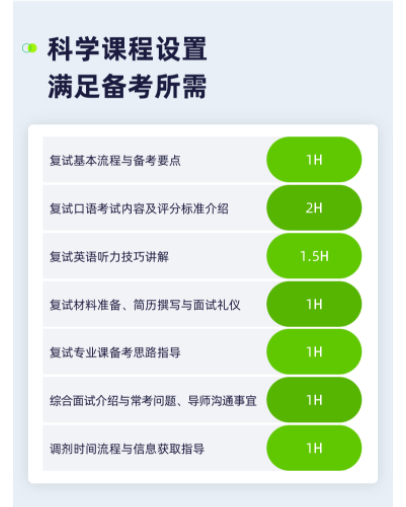 科学课程设置
满足备考所需
复试基本流程与备考要点 1H
复试口语考试内容及评分标准介绍 2H
复试英语听力技巧讲解 1.5H
复试材料准备、简历撰写与面试礼仪 1H
复试专业课备考思路指导 1H
综合面试介绍与常考问题、导师沟通事宜 1H
调剂时间流程与信息获取指导 1H